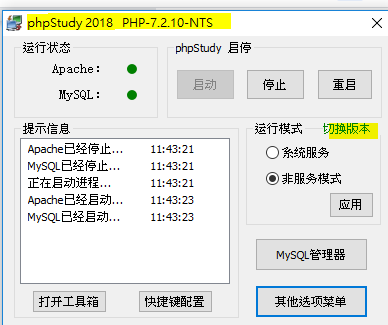 phpStudy 2018 PHP-7.2.10-NTS
运行状态
Apache:
MySQL:
phpStudy 启停
启动 停止 重启
提示信息
Apache已经停止... 11:43:21
MySQL已经停止... 11:43:21
正在启动进程... 11:43:21
Apache已经启动... 11:43:23
MySQL已经启动... 11:43:23
打开工具箱 快捷键配置
运行模式 切换版本
系统服务
非服务模式
应用
MySQL管理器
其他选项菜单